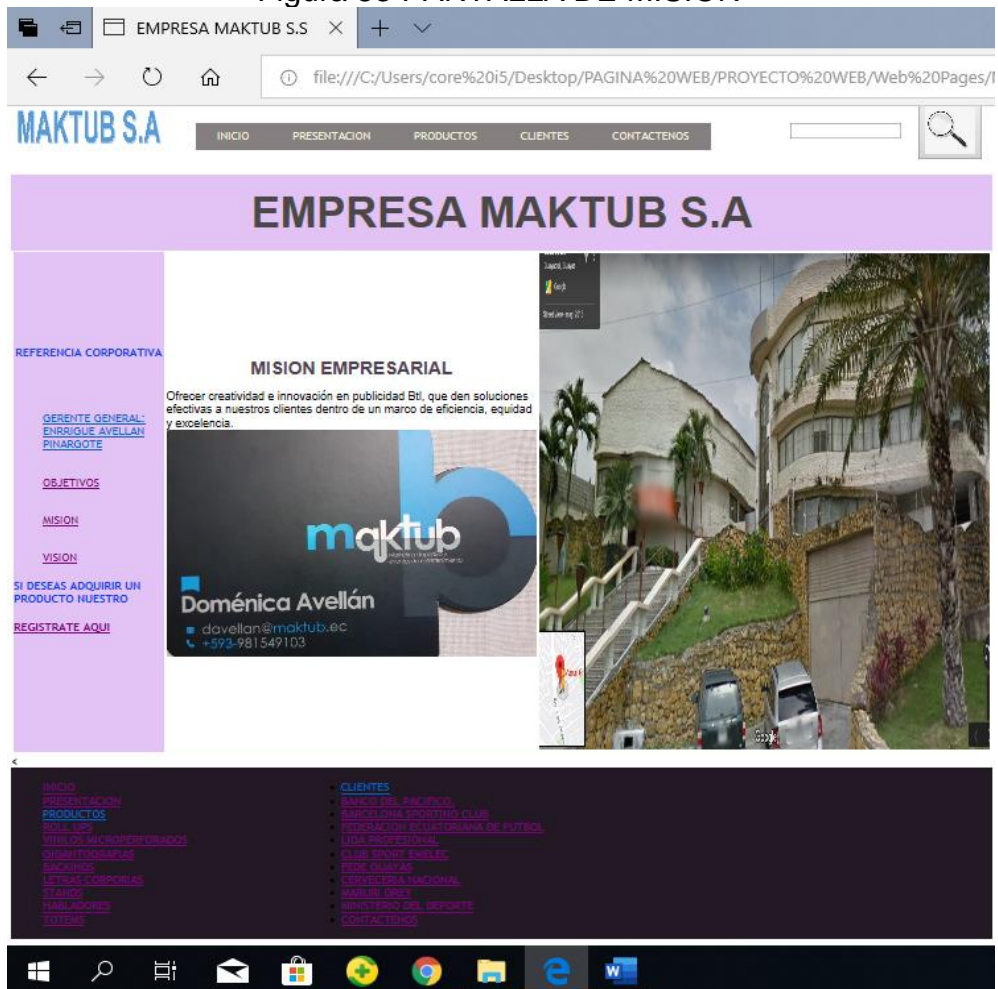 EMPRESA MAKTUB S.S
file:///C:/Users/core%20i5/Desktop/PAGINA%20WEB/PROYECTO%20WEB/Web%20Pages/
MAKTUB S.A
INICIO PRESENTACION PRODUCTOS CLIENTES CONTACTENOS
EMPRESA MAKTUB S.A
REFERENCIA CORPORATIVA
GERENTE GENERAL:
ENRRIGUE AVELLAN
PINARGOTE
OBJETIVOS
MISION
VISION
SI DESEAS ADQUIRIR UN
PRODUCTO NUESTRO
REGISTRATE AQUI
MISION EMPRESARIAL
Ofrecer creatividad e innovación en publicidad Btl, que den soluciones
efectivas a nuestros clientes dentro de un marco de eficiencia, equidad
y excelencia.
maktub
Doménica Avellán
davellan@maktub.ec
+593-981549103
Google
Google
<
INICIO
PRESENTACION
PRODUCTOS
ROLL UPS
VINILOS MICROPERFORADOS
GIGANTOGRAFIAS
BACKINGS
LETRAS CORPORIAS
STANDS
HABLADORES
TOTEMS
CLIENTES
BANCO DEL PACIFICO.
BARCELONA SPORTING CLUB
FEDERACION ECUATORIANA DE FUTBOL
LIGA PROFESIONAL
CLUB SPORT EMELEC
FEDE GUAYAS
CERVECERIA NACIONAL
MARURI GREY
MINISTERIO DEL DEPORTE
CONTACTENOS